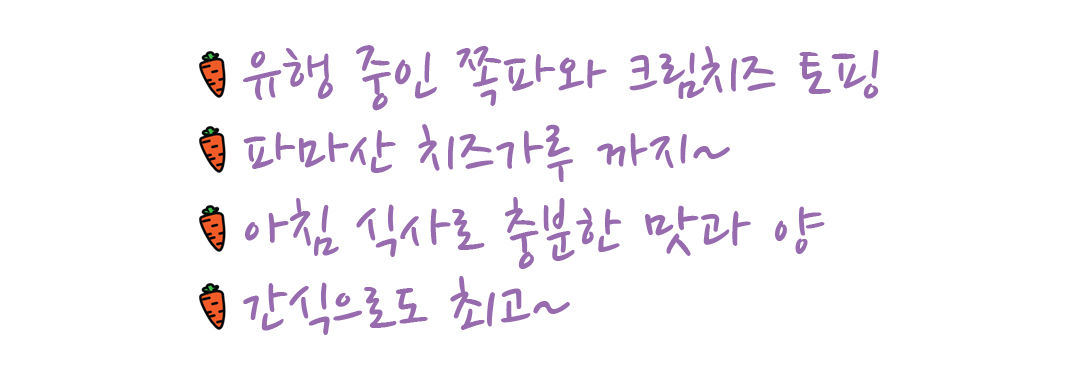 유행 중인 쪽파와 크림치즈 토핑
파마산 치즈가루 까지~
아침 식사로 충분한 맛과 양
간식으로도 최고~